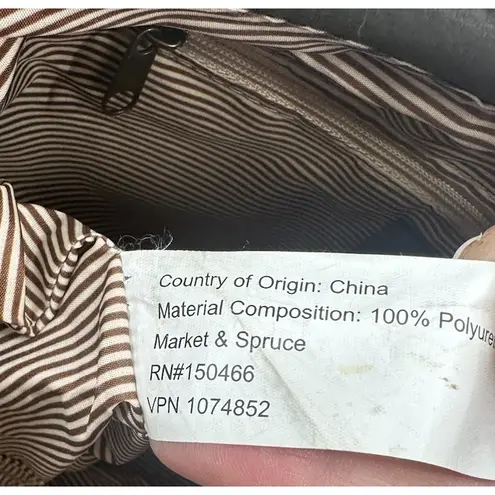 Country of Origin: China
Material Composition: 100% Polyure
Market & Spruce
RN#150466
VPN 1074852